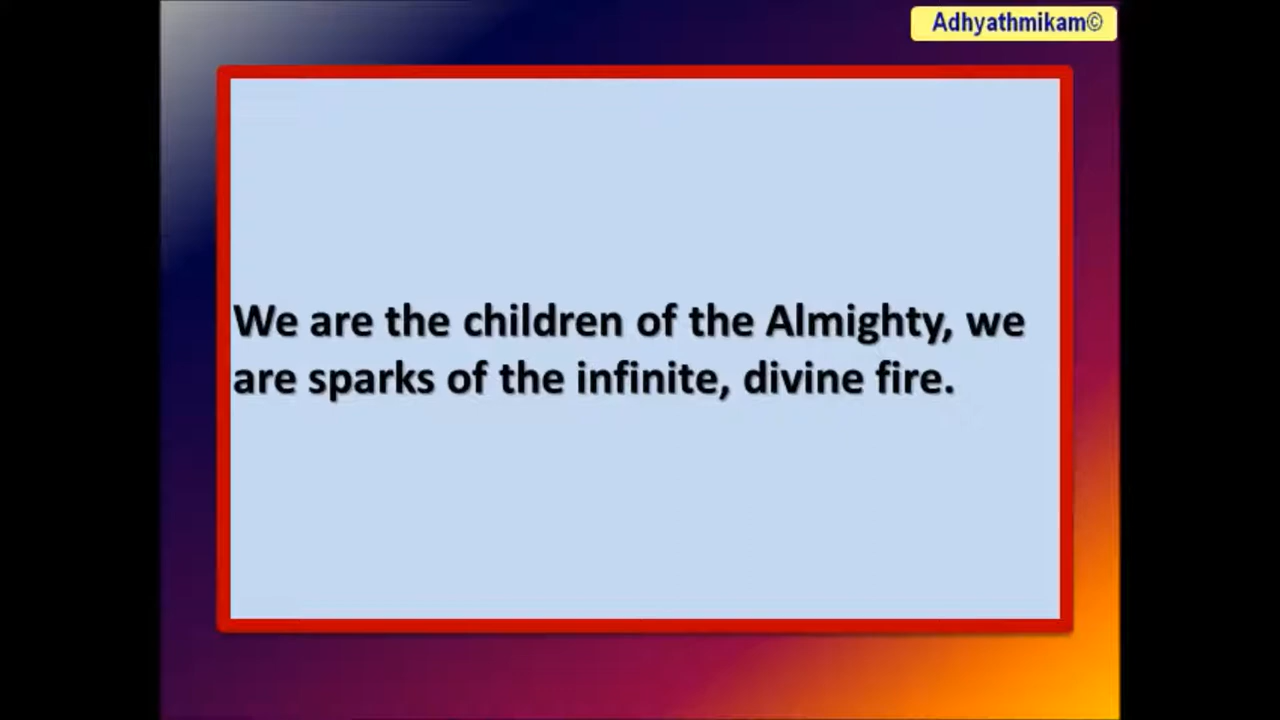 Adhyathmikam©
We are the children of the Almighty, we
are sparks of the infinite, divine fire.